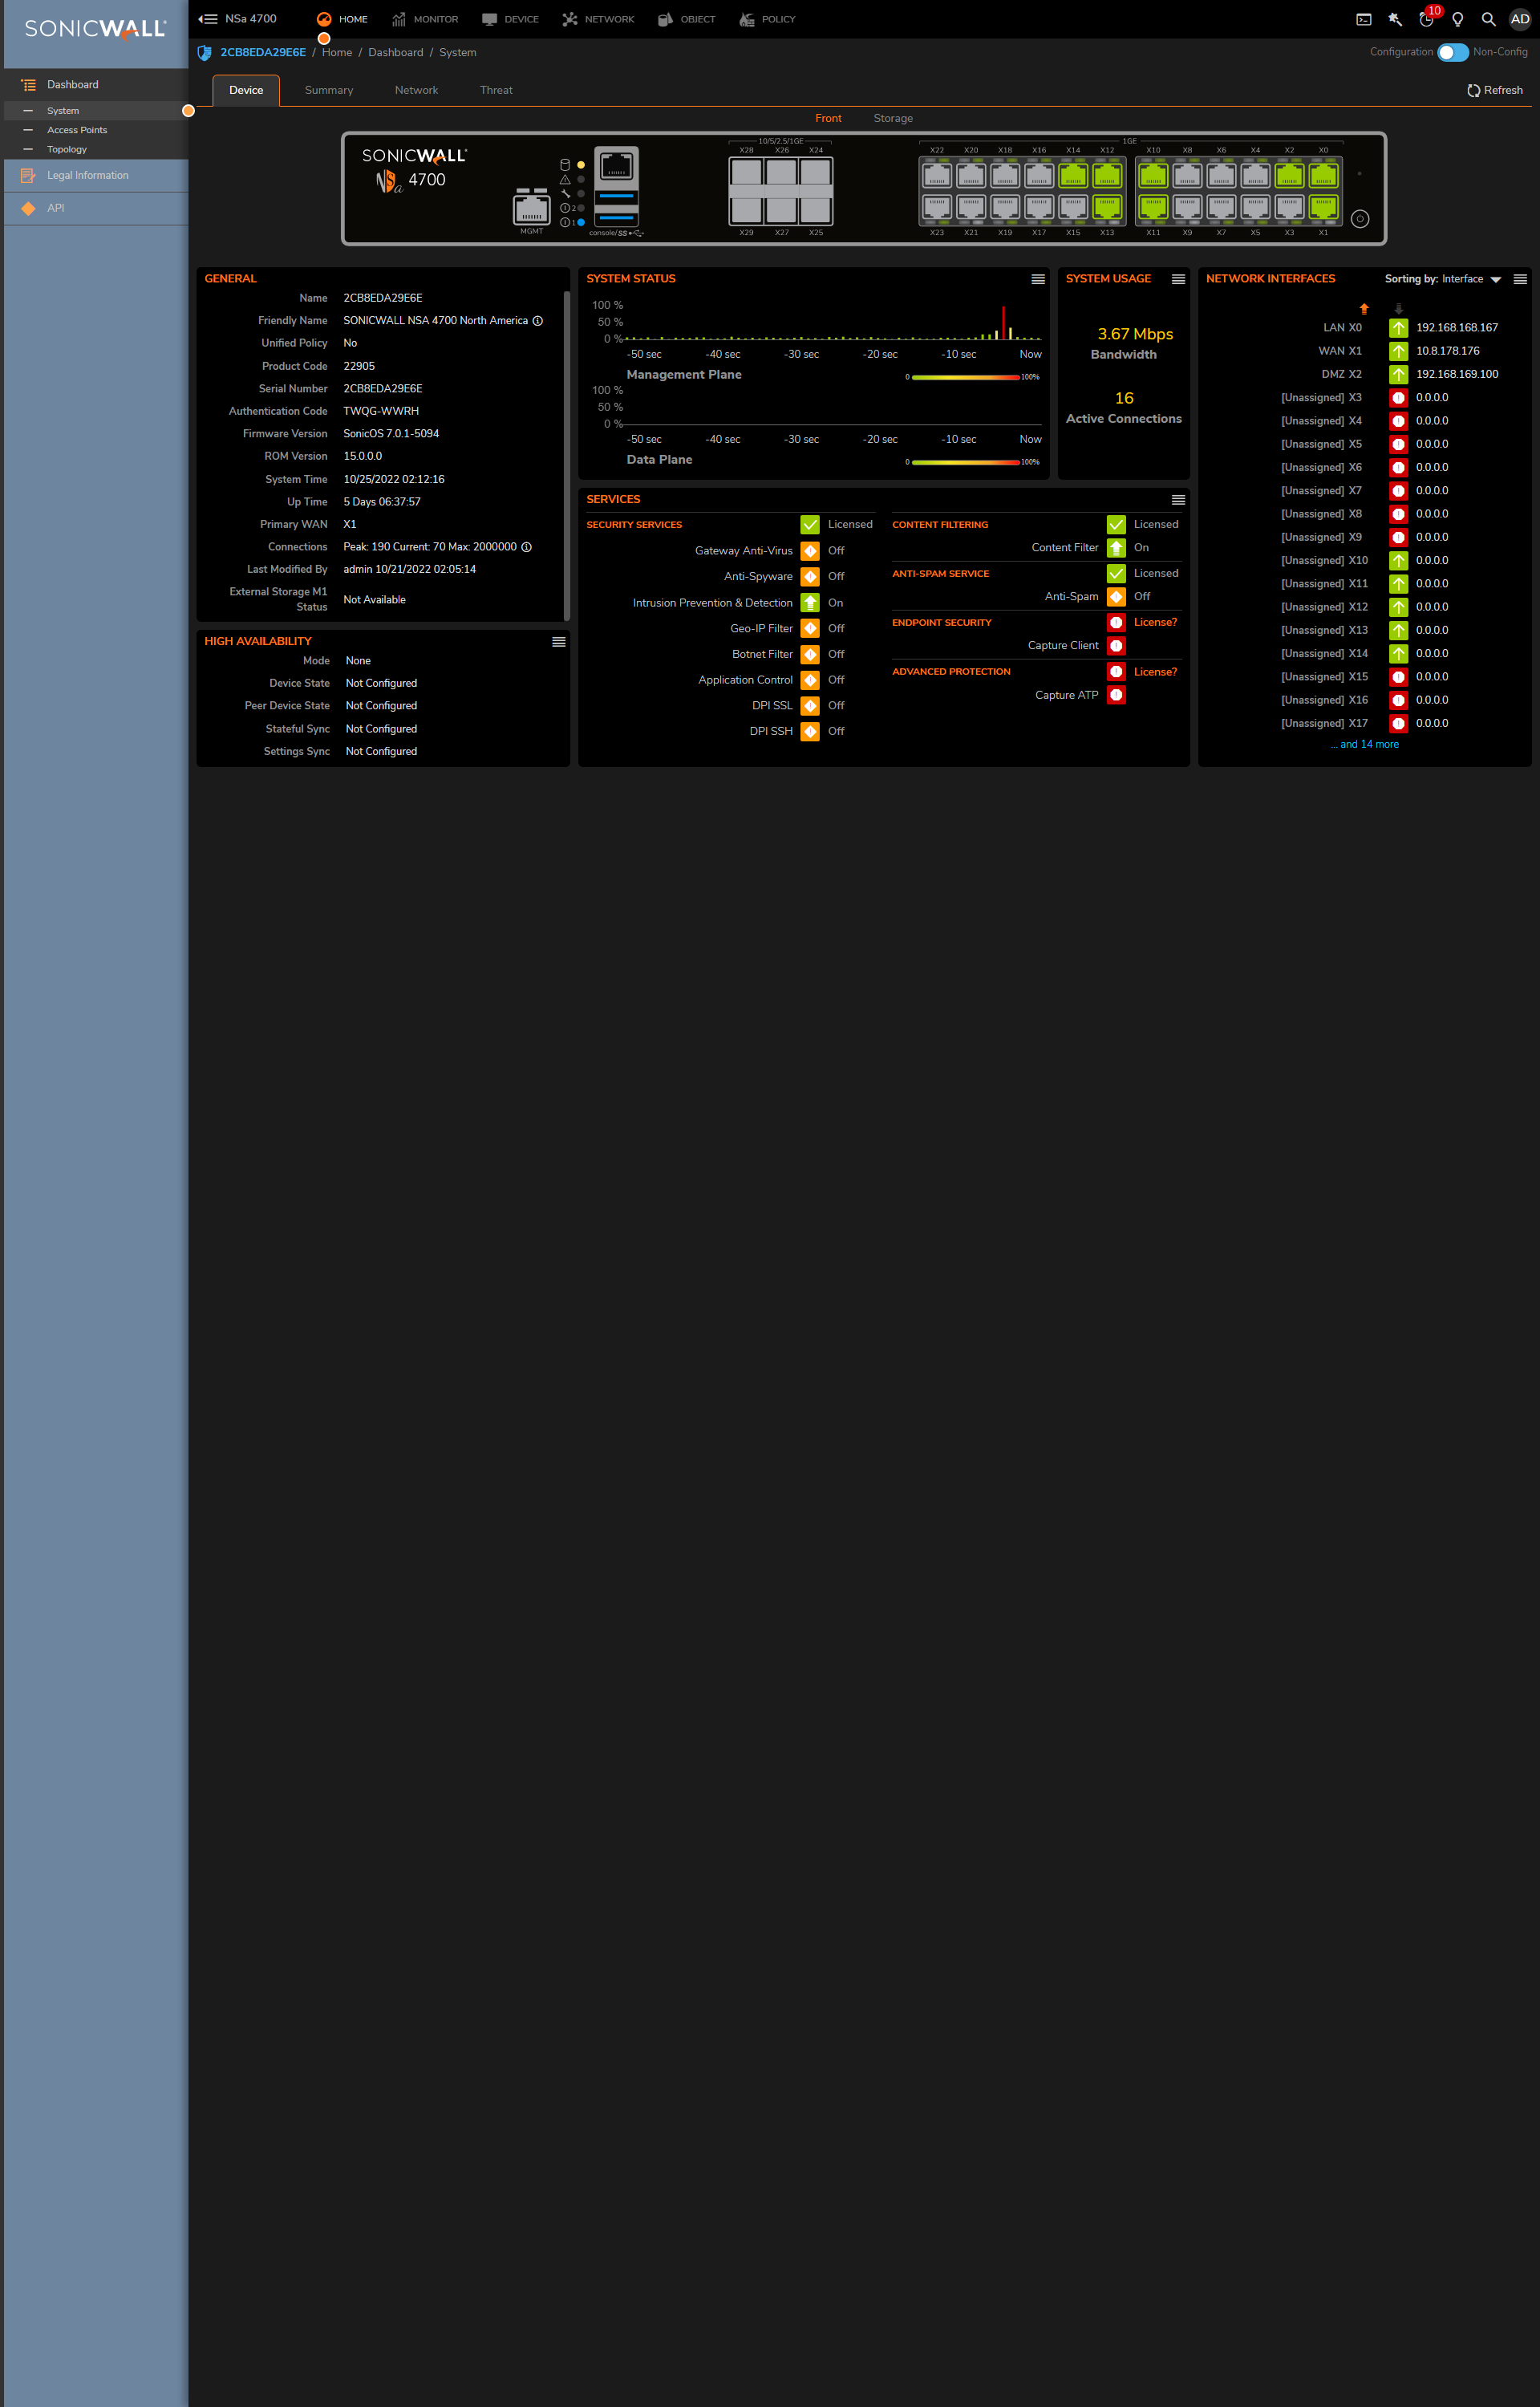 SONICWALL
NSa 4700
HOME
MONITOR
DEVICE
NETWORK
OBJECT
POLICY
10
AD
2CB8EDA29E6E / Home / Dashboard / System
Configuration
Non-Config
Dashboard
System
Access Points
Topology
Legal Information
API
Device
Summary
Network
Threat
Refresh
Front
Storage
SONICWALL
NSa 4700
MGMT
2
1
console/SS
10/5/2.5/1GE
X28 X26 X24
X29 X27 X25
1GE
X22 X20 X18 X16 X14 X12 X10 X8 X6 X4 X2 X0
X23 X21 X19 X17 X15 X13 X11 X9 X7 X5 X3 X1
GENERAL
Name 2CB8EDA29E6E
Friendly Name SONICWALL NSA 4700 North America
Unified Policy No
Product Code 22905
Serial Number 2CB8EDA29E6E
Authentication Code TWQG-WWRH
Firmware Version SonicOS 7.0.1-5094
ROM Version 15.0.0.0
System Time 10/25/2022 02:12:16
Up Time 5 Days 06:37:57
Primary WAN X1
Connections Peak: 190 Current: 70 Max: 2000000
Last Modified By admin 10/21/2022 02:05:14
External Storage M1
Status Not Available
HIGH AVAILABILITY
Mode None
Device State Not Configured
Peer Device State Not Configured
Stateful Sync Not Configured
Settings Sync Not Configured
SYSTEM STATUS
100 %
50 %
0 %
-50 sec -40 sec -30 sec -20 sec -10 sec Now
Management Plane 0 100%
100 %
50 %
0 %
-50 sec -40 sec -30 sec -20 sec -10 sec Now
Data Plane 0 100%
SYSTEM USAGE
3.67 Mbps
Bandwidth
16
Active Connections
SERVICES
SECURITY SERVICES Licensed
Gateway Anti-Virus Off
Anti-Spyware Off
Intrusion Prevention & Detection On
Geo-IP Filter Off
Botnet Filter Off
Application Control Off
DPI SSL Off
DPI SSH Off
CONTENT FILTERING Licensed
Content Filter On
ANTI-SPAM SERVICE Licensed
Anti-Spam Off
ENDPOINT SECURITY License?
Capture Client
ADVANCED PROTECTION License?
Capture ATP
NETWORK INTERFACES
Sorting by: Interface
LAN X0 192.168.168.167
WAN X1 10.8.178.176
DMZ X2 192.168.169.100
[Unassigned] X3 0.0.0.0
[Unassigned] X4 0.0.0.0
[Unassigned] X5 0.0.0.0
[Unassigned] X6 0.0.0.0
[Unassigned] X7 0.0.0.0
[Unassigned] X8 0.0.0.0
[Unassigned] X9 0.0.0.0
[Unassigned] X10 0.0.0.0
[Unassigned] X11 0.0.0.0
[Unassigned] X12 0.0.0.0
[Unassigned] X13 0.0.0.0
[Unassigned] X14 0.0.0.0
[Unassigned] X15 0.0.0.0
[Unassigned] X16 0.0.0.0
[Unassigned] X17 0.0.0.0
... and 14 more